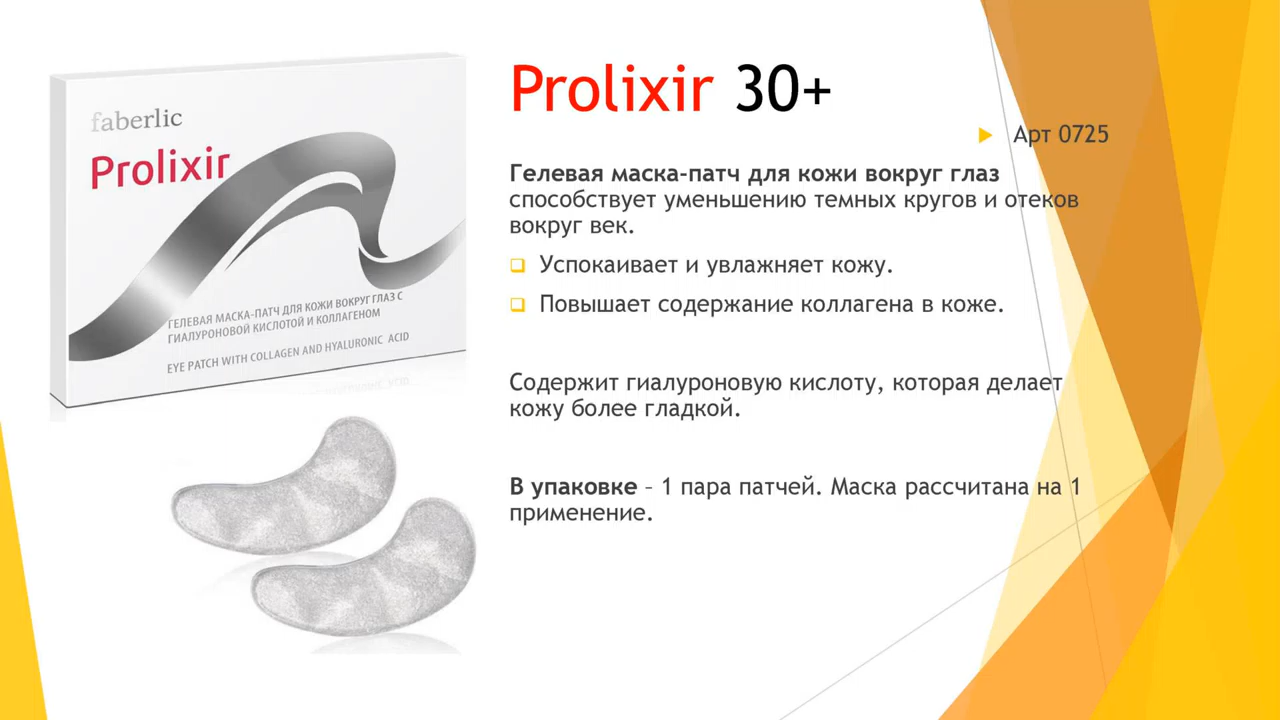 faberlic
Prolixir
ГЕЛЕВАЯ МАСКА-ПАТЧ ДЛЯ КОЖИ ВОКРУГ ГЛАЗ С
ГИАЛУРОНОВОЙ КИСЛОТОЙ И КОЛЛАГЕНОМ
EYE PATCH WITH COLLAGEN AND HYALURONIC ACID
Prolixir 30+
Арт 0725
Гелевая маска-патч для кожи вокруг глаз
способствует уменьшению темных кругов и отеков
вокруг век.
Успокаивает и увлажняет кожу.
Повышает содержание коллагена в коже.
Содержит гиалуроновую кислоту, которая делает
кожу более гладкой.
В упаковке – 1 пара патчей. Маска рассчитана на 1
применение.